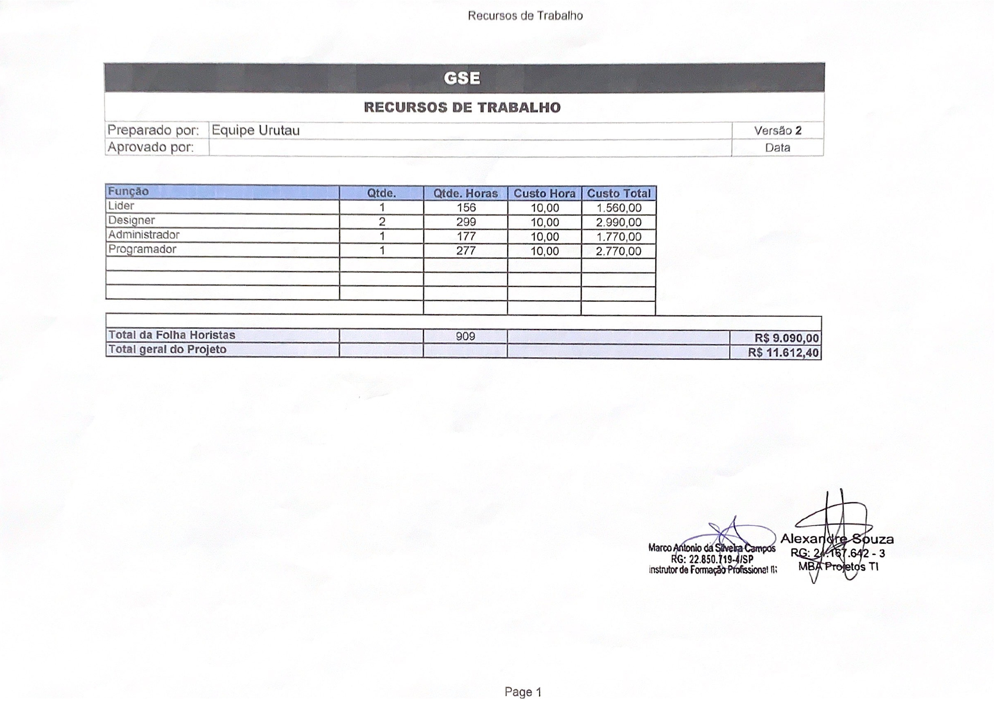 Recursos de Trabalho
GSE
RECURSOS DE TRABALHO
Preparado por: Equipe Urutau Versão 2
Aprovado por: Data
Função Qtde. Qtde. Horas Custo Hora Custo Total
Lider 1 156 10,00 1.560,00
Designer 2 299 10,00 2.990,00
Administrador 1 177 10,00 1.770,00
Programador 1 277 10,00 2.770,00
Total da Folha Horistas 909 R$ 9.090,00
Total geral do Projeto R$ 11.612,40
Marco Antonio da Silveira Campos
RG: 22.850.719-4/SP
Instrutor de Formação Profissional II
Alexandre Souza
RG: 24.167.642 - 3
MBA Projetos TI
Page 1